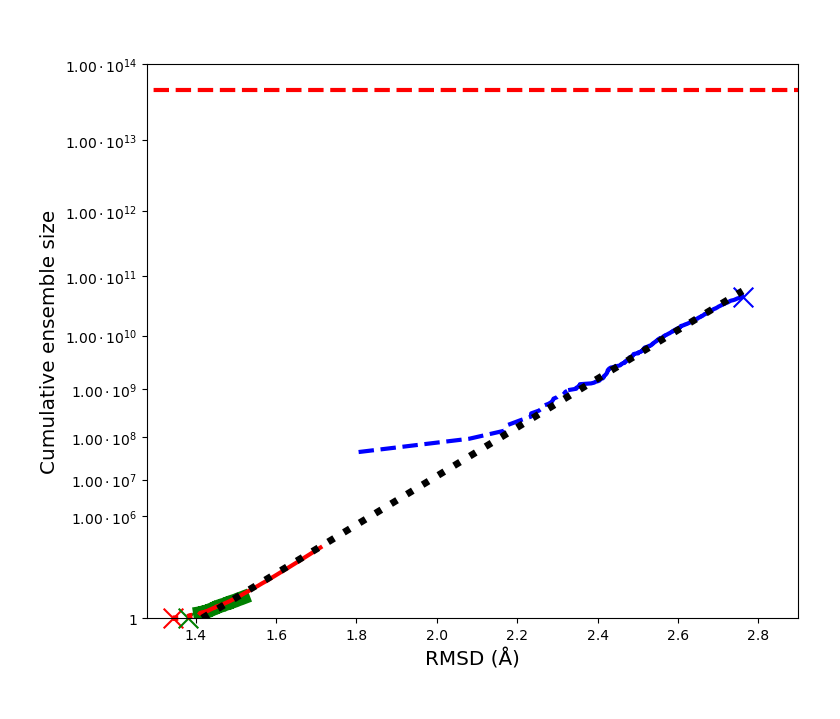 1.00 · 10¹⁴
1.00 · 10¹³
1.00 · 10¹²
1.00 · 10¹¹
1.00 · 10¹⁰
1.00 · 10⁹
1.00 · 10⁸
1.00 · 10⁷
1.00 · 10⁶
1
Cumulative ensemble size
1.4 1.6 1.8 2.0 2.2 2.4 2.6 2.8
RMSD (Å)